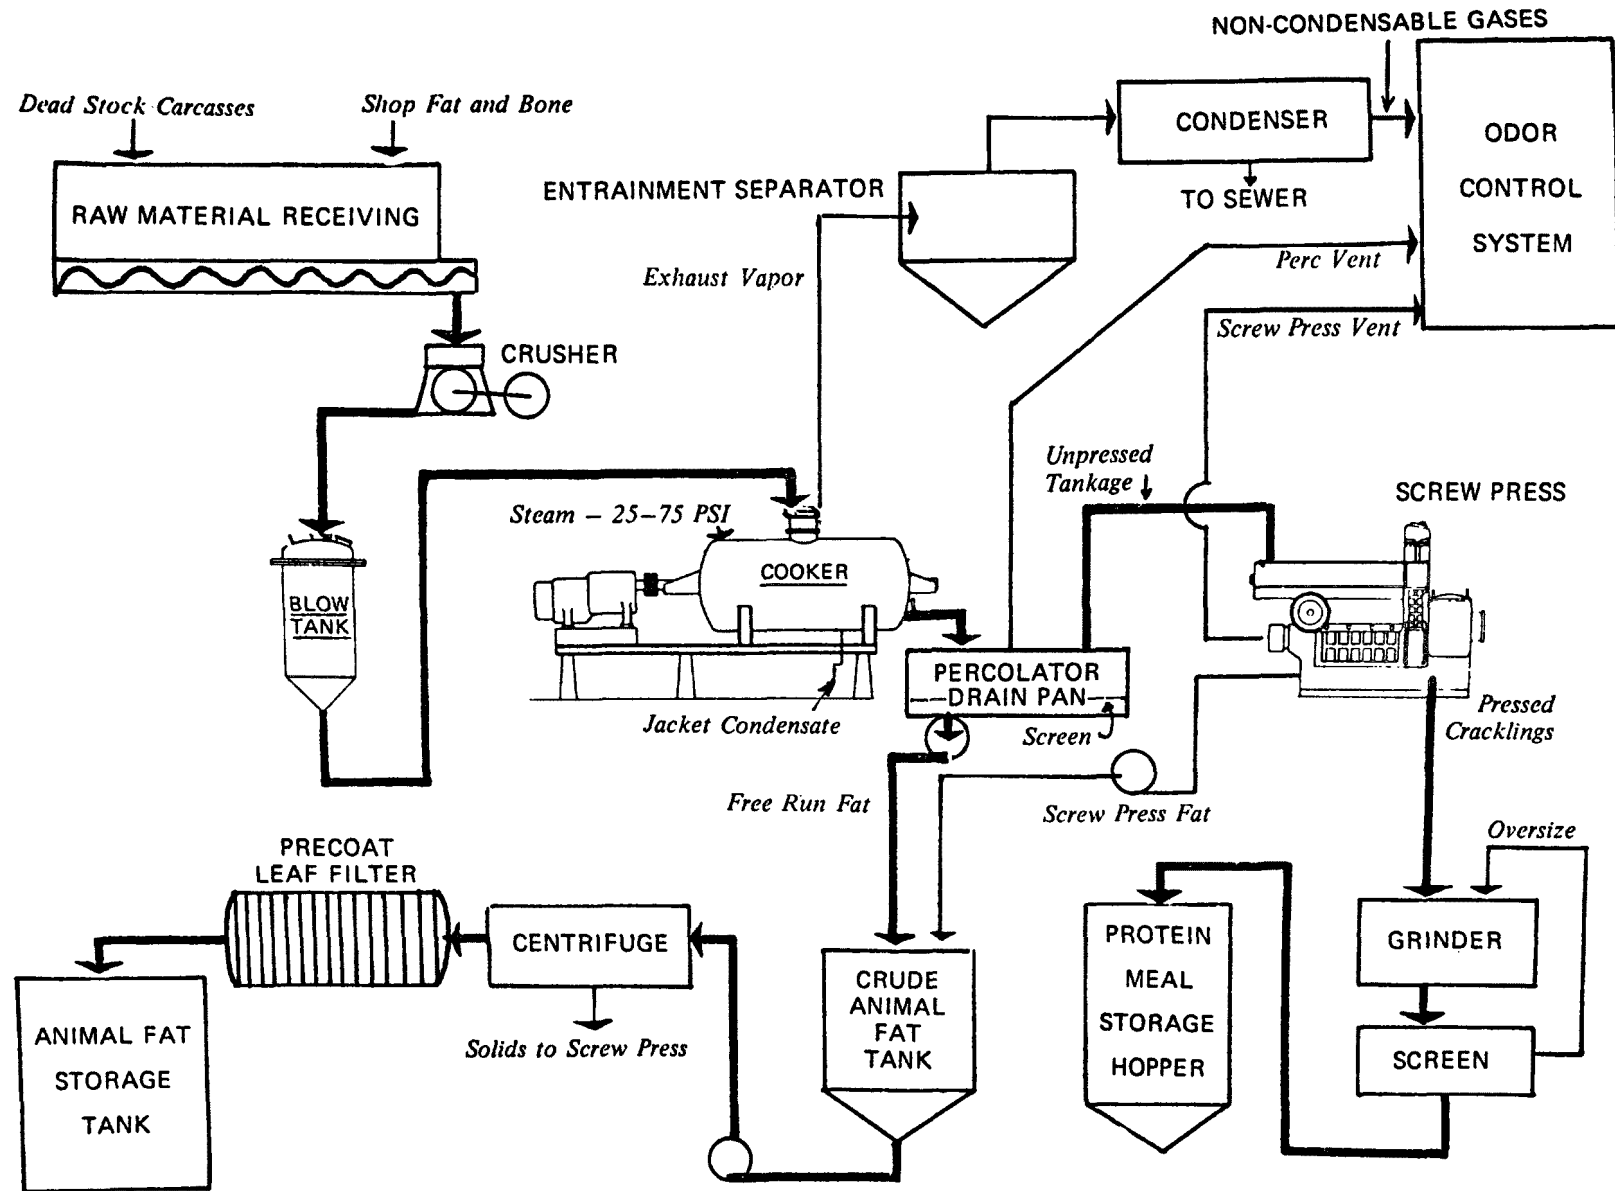 NON-CONDENSABLE GASES
Dead Stock Carcasses
Shop Fat and Bone
CONDENSER
ODOR
CONTROL
SYSTEM
RAW MATERIAL RECEIVING
ENTRAINMENT SEPARATOR
TO SEWER
Exhaust Vapor
Perc Vent
Screw Press Vent
CRUSHER
Unpressed
Tankage
SCREW PRESS
Steam – 25–75 PSI
COOKER
BLOW
TANK
PERCOLATOR
DRAIN PAN
Jacket Condensate
Screen
Pressed
Cracklings
Free Run Fat
Screw Press Fat
Oversize
PRECOAT
LEAF FILTER
CENTRIFUGE
PROTEIN
MEAL
STORAGE
HOPPER
GRINDER
CRUDE
ANIMAL
FAT
TANK
ANIMAL FAT
STORAGE
TANK
Solids to Screw Press
SCREEN